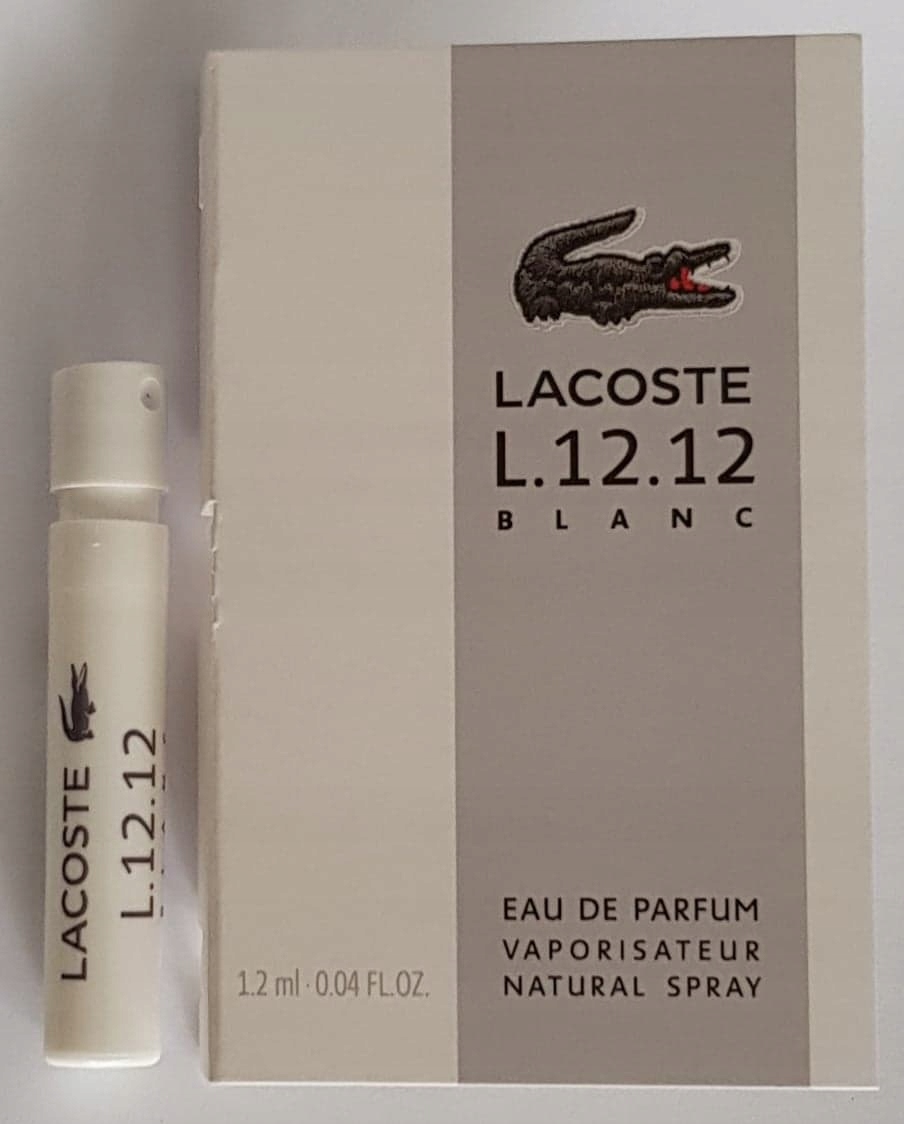 LACOSTE
L.12.12
BLANC
EAU DE PARFUM
VAPORISATEUR
NATURAL SPRAY
1.2 ml · 0.04 FL.OZ.
LACOSTE
L.12.12